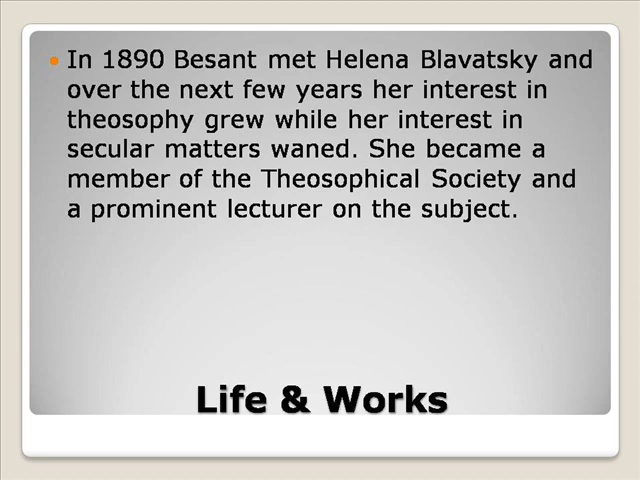 In 1890 Besant met Helena Blavatsky and
over the next few years her interest in
theosophy grew while her interest in
secular matters waned. She became a
member of the Theosophical Society and
a prominent lecturer on the subject.
Life & Works